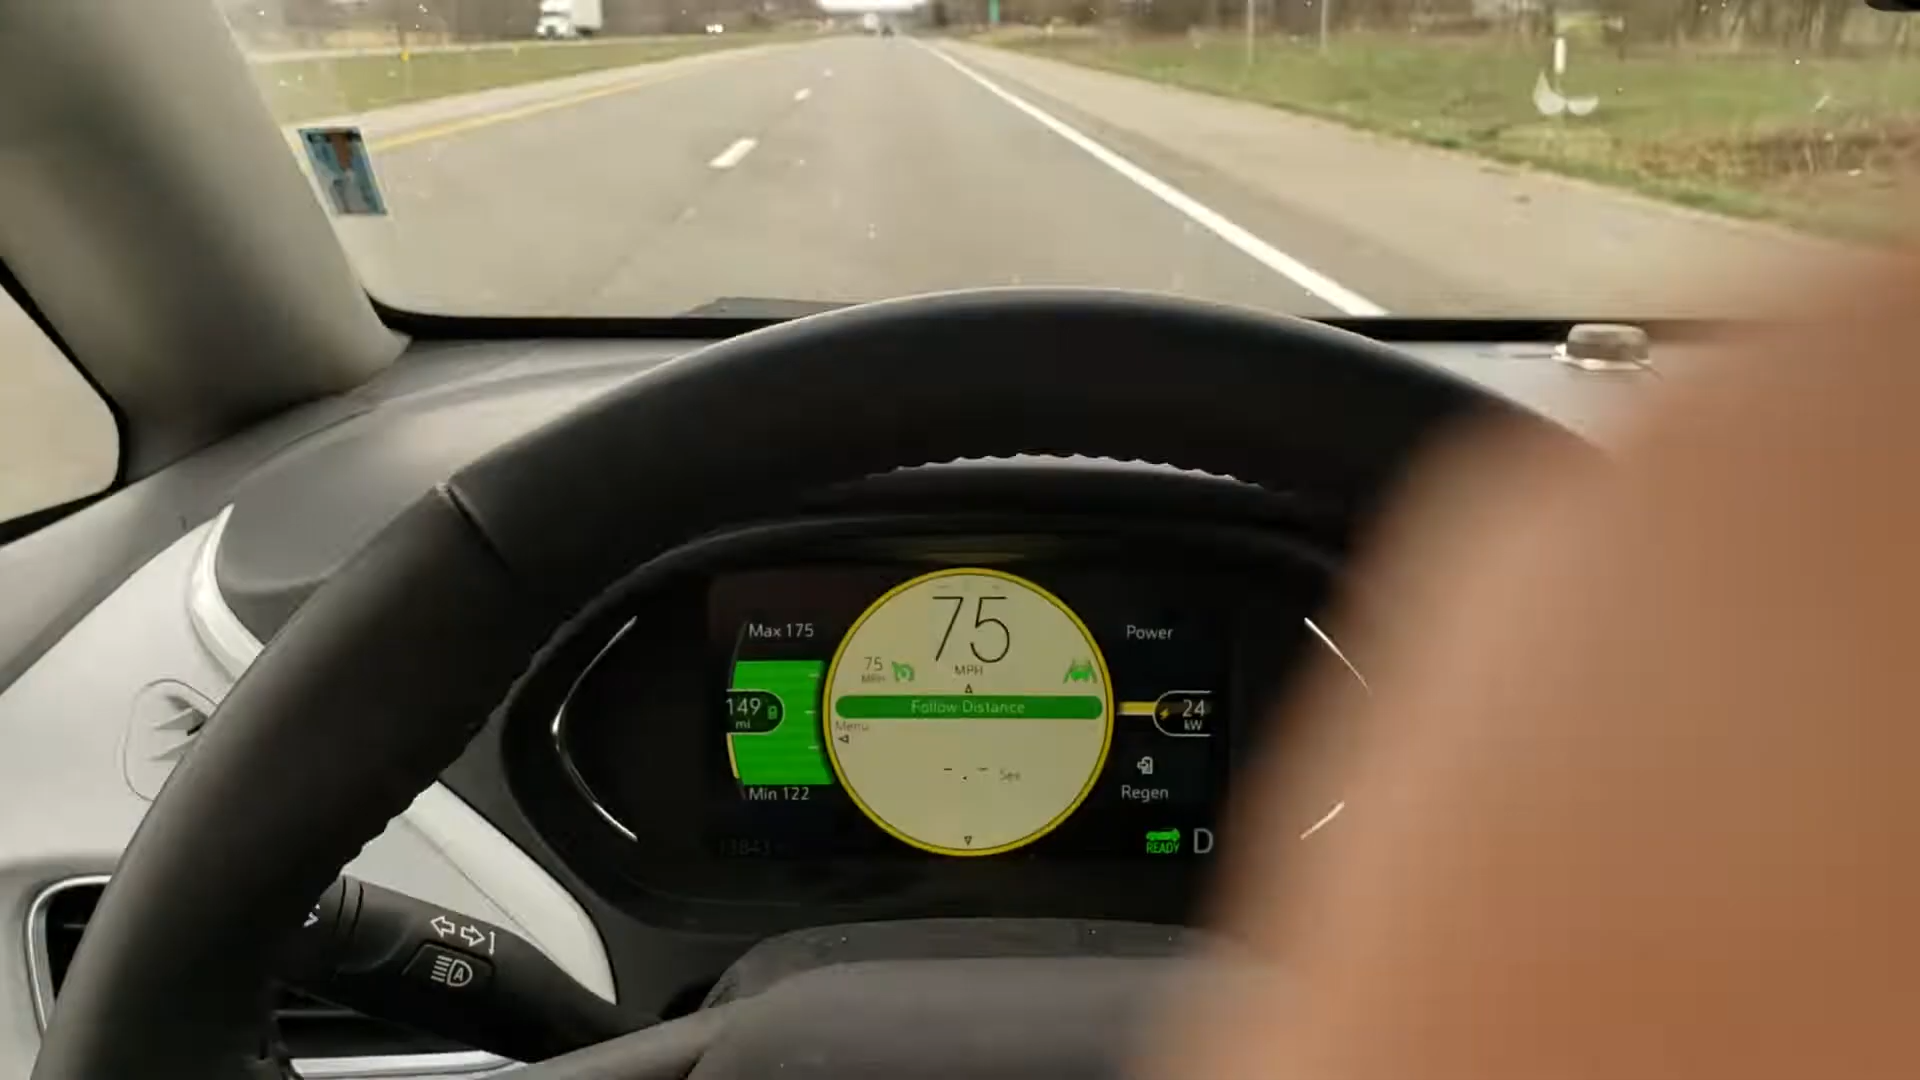 75
MPH
75
MPH
Follow Distance
Menu
-.- Sec
Max 175
149
mi
Min 122
13843
Power
24
kW
Regen
READY D
A